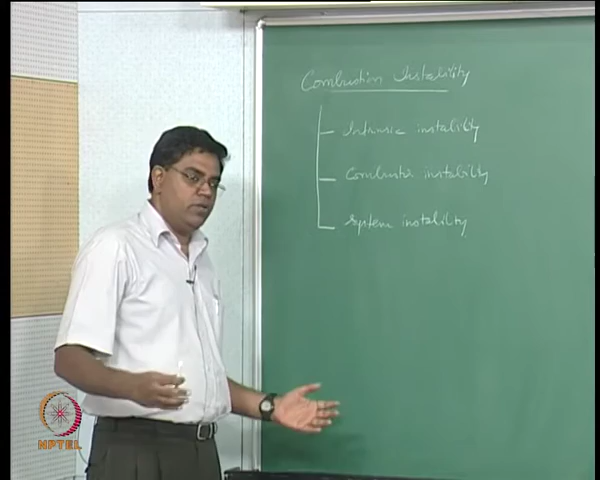 Combustion Instability
Intrinsic instability
Combustor instability
System instability
NPTEL